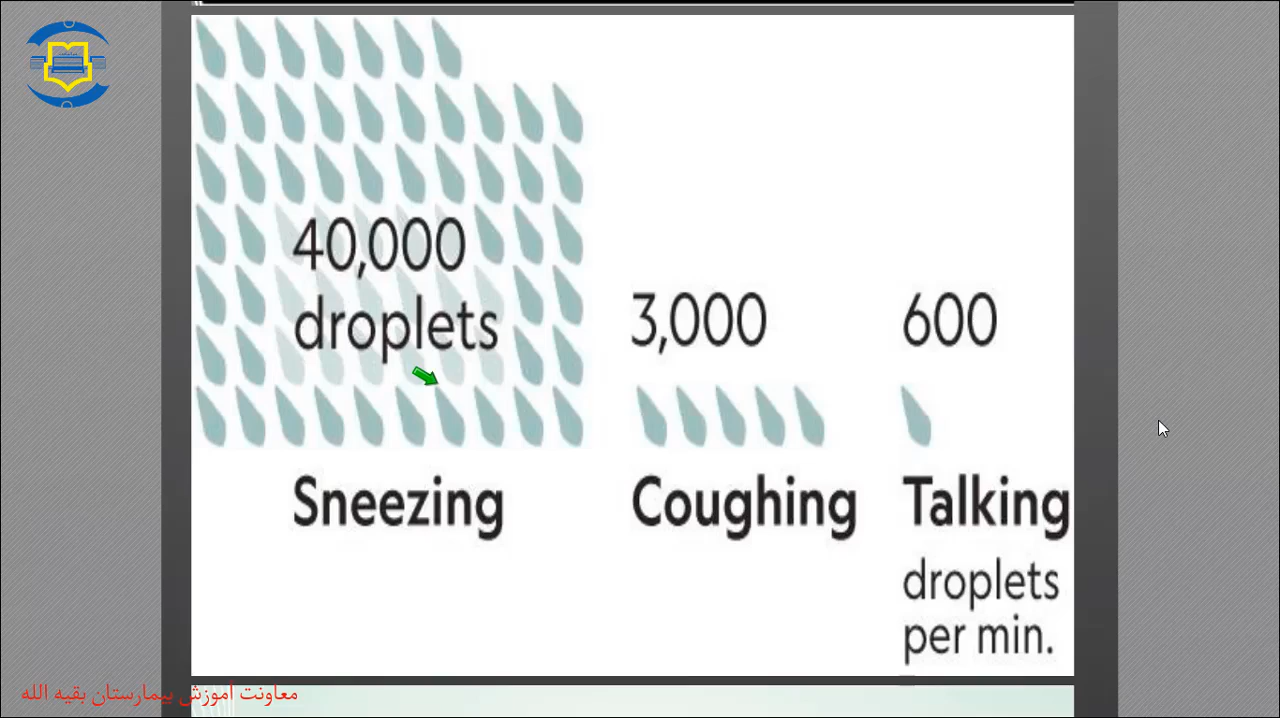 40,000
droplets
3,000
600
Sneezing
Coughing
Talking
droplets
per min.
معاونت آموزش بیمارستان بقیه الله